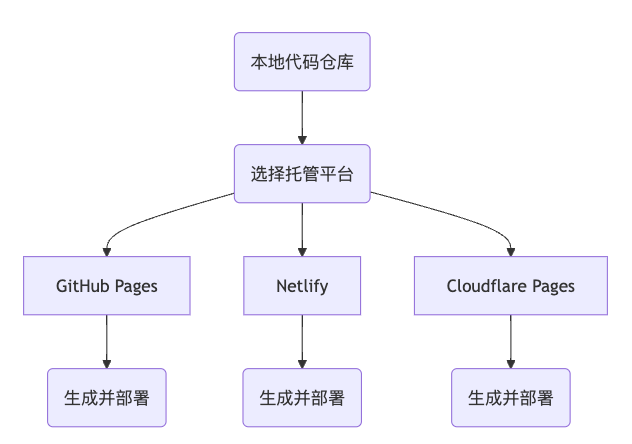 本地代码仓库
选择托管平台
GitHub Pages
Netlify
Cloudflare Pages
生成并部署
生成并部署
生成并部署